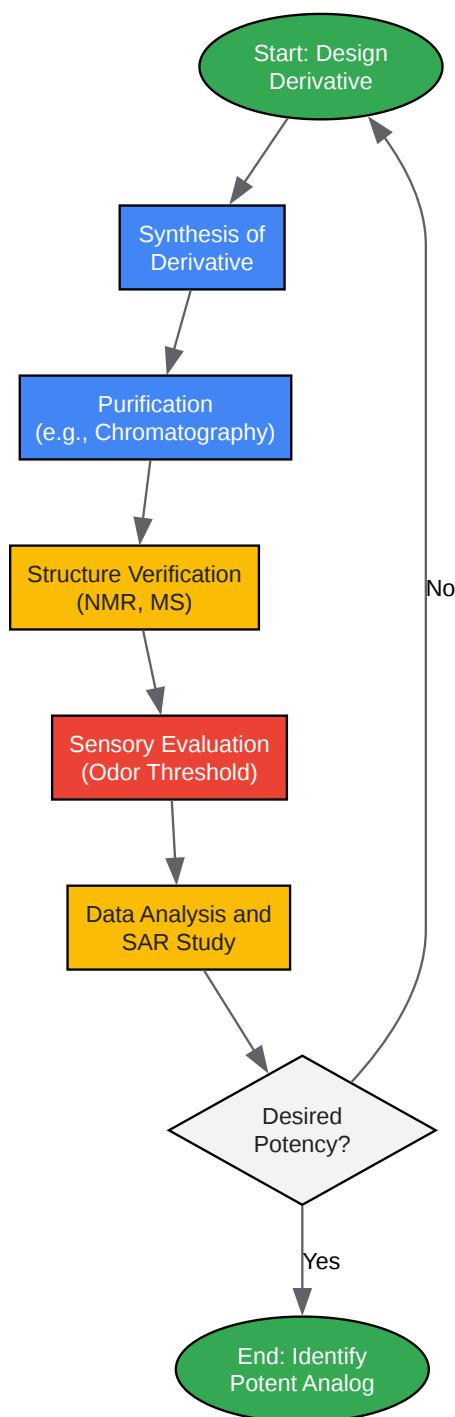 Start: Design
Derivative
Synthesis of
Derivative
Purification
(e.g., Chromatography)
Structure Verification
(NMR, MS)
No
Sensory Evaluation
(Odor Threshold)
Data Analysis and
SAR Study
Desired
Potency?
Yes
End: Identify
Potent Analog